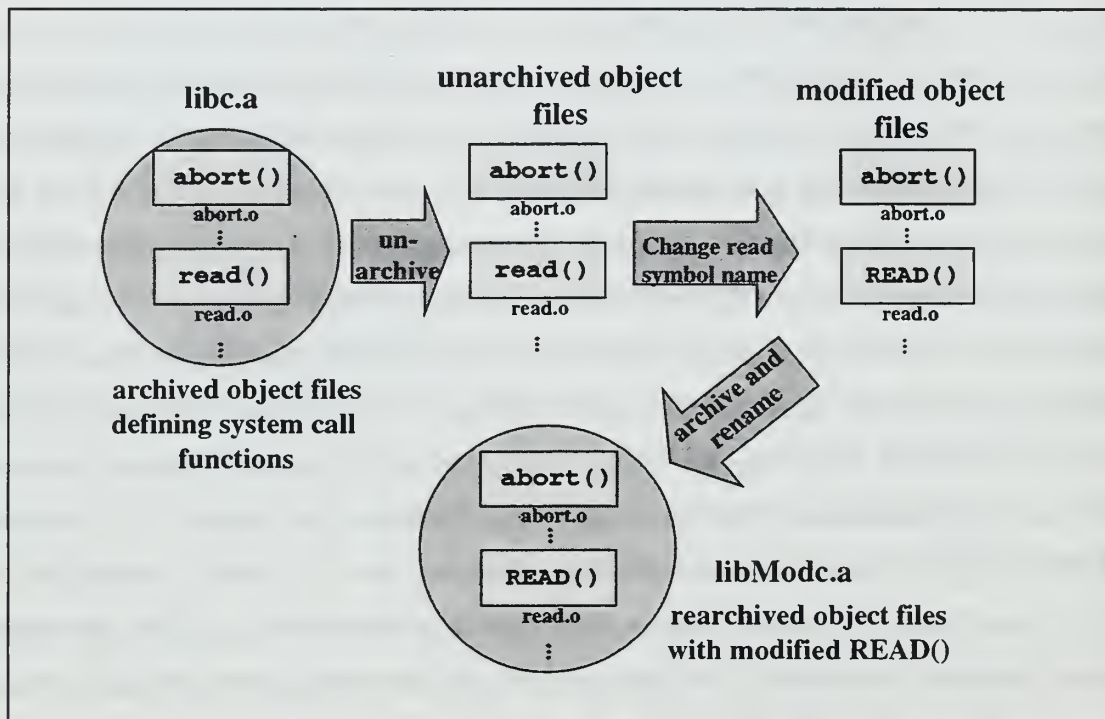 libc.a
abort()
abort.o
read()
read.o
archived object files
defining system call
functions
un-
archive
unarchived object
files
abort()
abort.o
read()
read.o
Change read
symbol name
modified object
files
abort()
abort.o
READ()
read.o
archive and
rename
abort()
abort.o
READ()
read.o
libModc.a
rearchived object files
with modified READ()